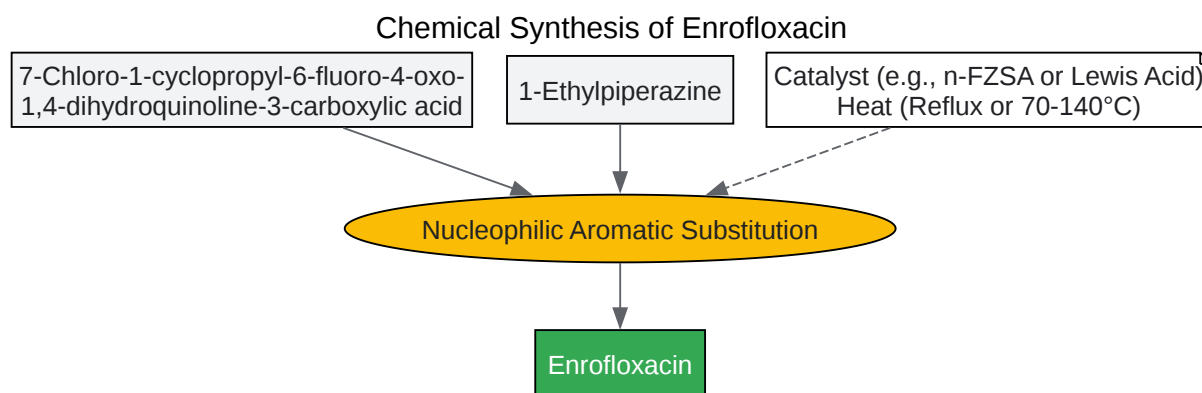 Chemical Synthesis of Enrofloxacin
7-Chloro-1-cyclopropyl-6-fluoro-4-oxo-
1,4-dihydroquinoline-3-carboxylic acid
1-Ethylpiperazine
Catalyst (e.g., n-FZSA or Lewis Acid)
Heat (Reflux or 70-140°C)
Nucleophilic Aromatic Substitution
Enrofloxacin